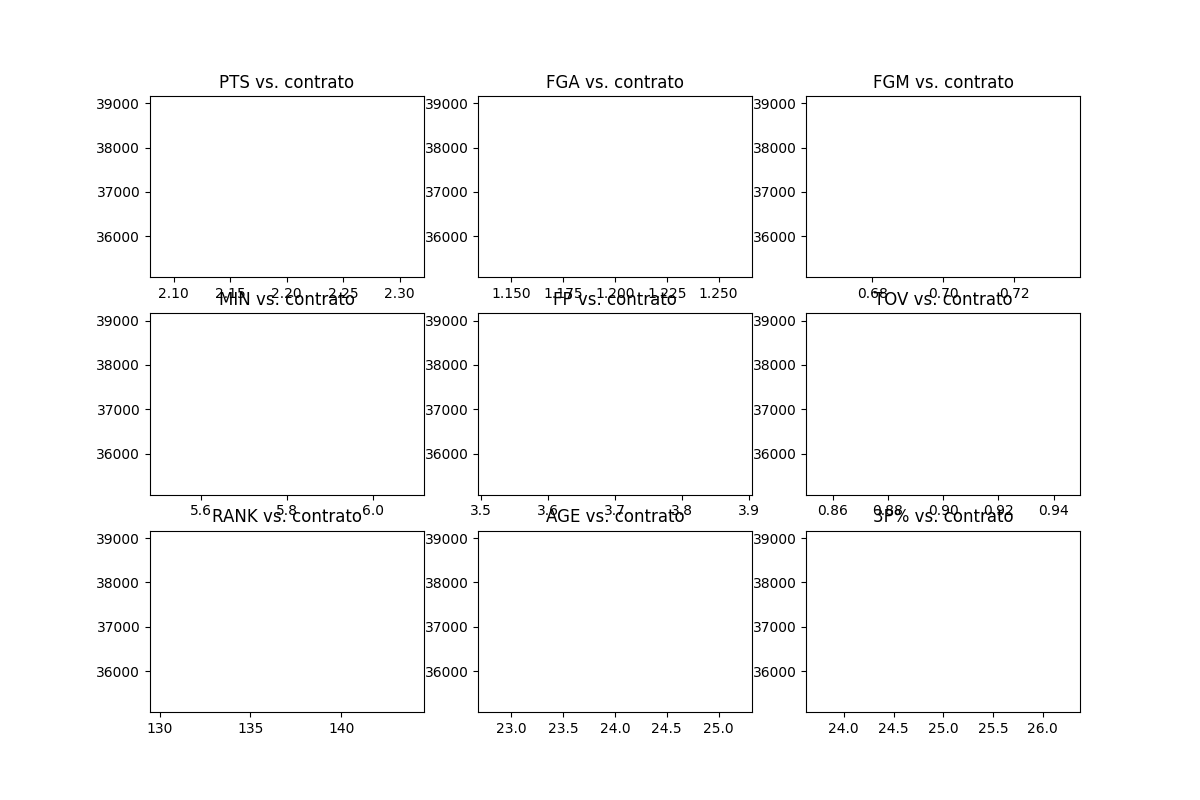 PTS vs. contrato
FGA vs. contrato
FGM vs. contrato
39000
38000
37000
36000
2.10 2.15 2.20 2.25 2.30
39000
38000
37000
36000
1.150 1.175 1.200 1.225 1.250
39000
38000
37000
36000
0.68 0.70 0.72
MIN vs. contrato
FP vs. contrato
TOV vs. contrato
39000
38000
37000
36000
5.6 5.8 6.0
39000
38000
37000
36000
3.5 3.6 3.7 3.8 3.9
39000
38000
37000
36000
0.86 0.88 0.90 0.92 0.94
RANK vs. contrato
AGE vs. contrato
3P% vs. contrato
39000
38000
37000
36000
130 135 140
39000
38000
37000
36000
23.0 23.5 24.0 24.5 25.0
39000
38000
37000
36000
24.0 24.5 25.0 25.5 26.0